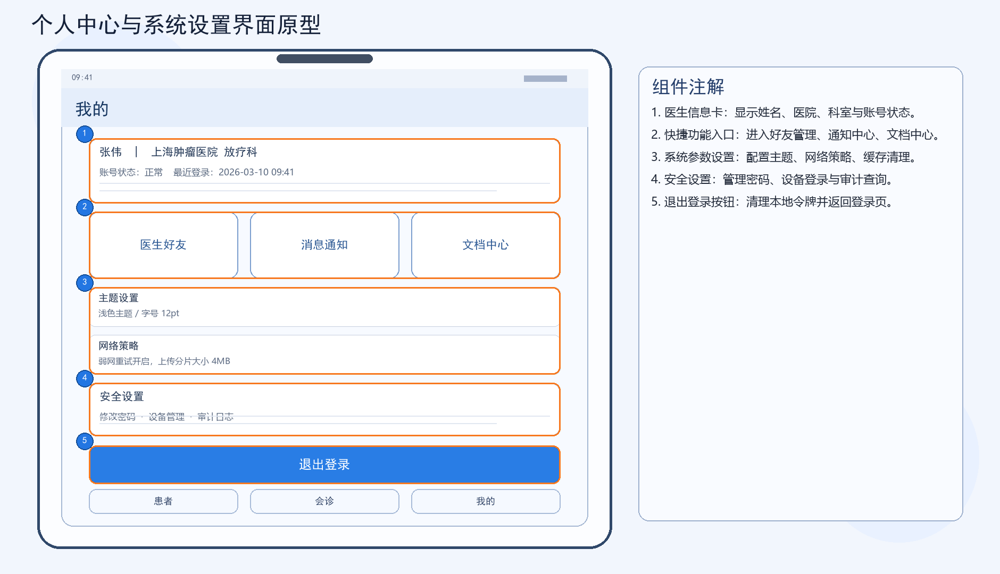 个人中心与系统设置界面原型
09:41
我的
1
张伟 | 上海肿瘤医院 放疗科
账号状态：正常 最近登录：2026-03-10 09:41
2
医生好友 消息通知 文档中心
3
主题设置
浅色主题 / 字号 12pt
网络策略
弱网重试开启，上传分片大小 4MB
4
安全设置
修改密码 · 设备管理 · 审计日志
5
退出登录
患者 会诊 我的
组件注解
1. 医生信息卡：显示姓名、医院、科室与账号状态。
2. 快捷功能入口：进入好友管理、通知中心、文档中心。
3. 系统参数设置：配置主题、网络策略、缓存清理。
4. 安全设置：管理密码、设备登录与审计查询。
5. 退出登录按钮：清理本地令牌并返回登录页。